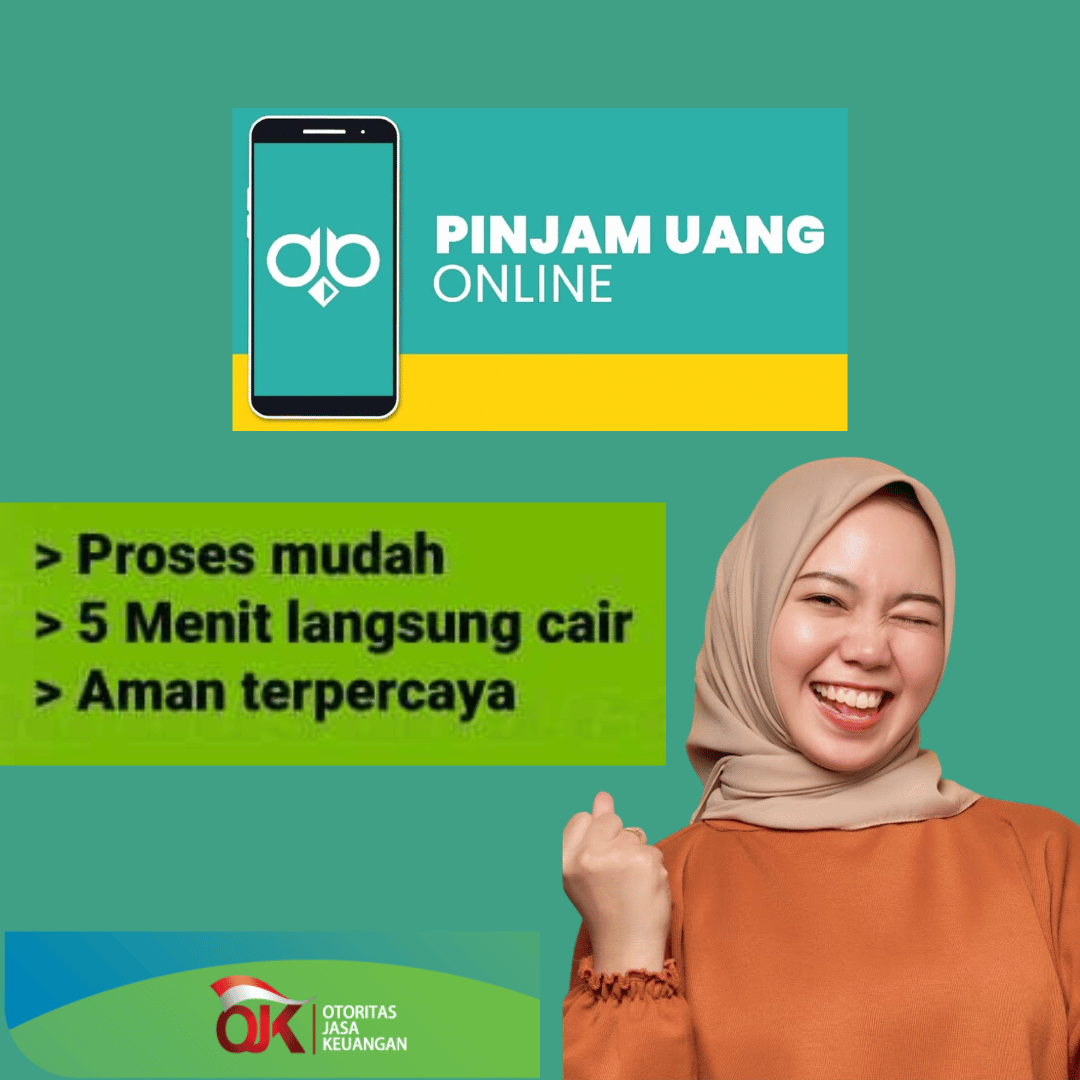 PINJAM UANG
ONLINE
> Proses mudah
> 5 Menit langsung cair
> Aman terpercaya
OJK
OTORITAS
JASA
KEUANGAN